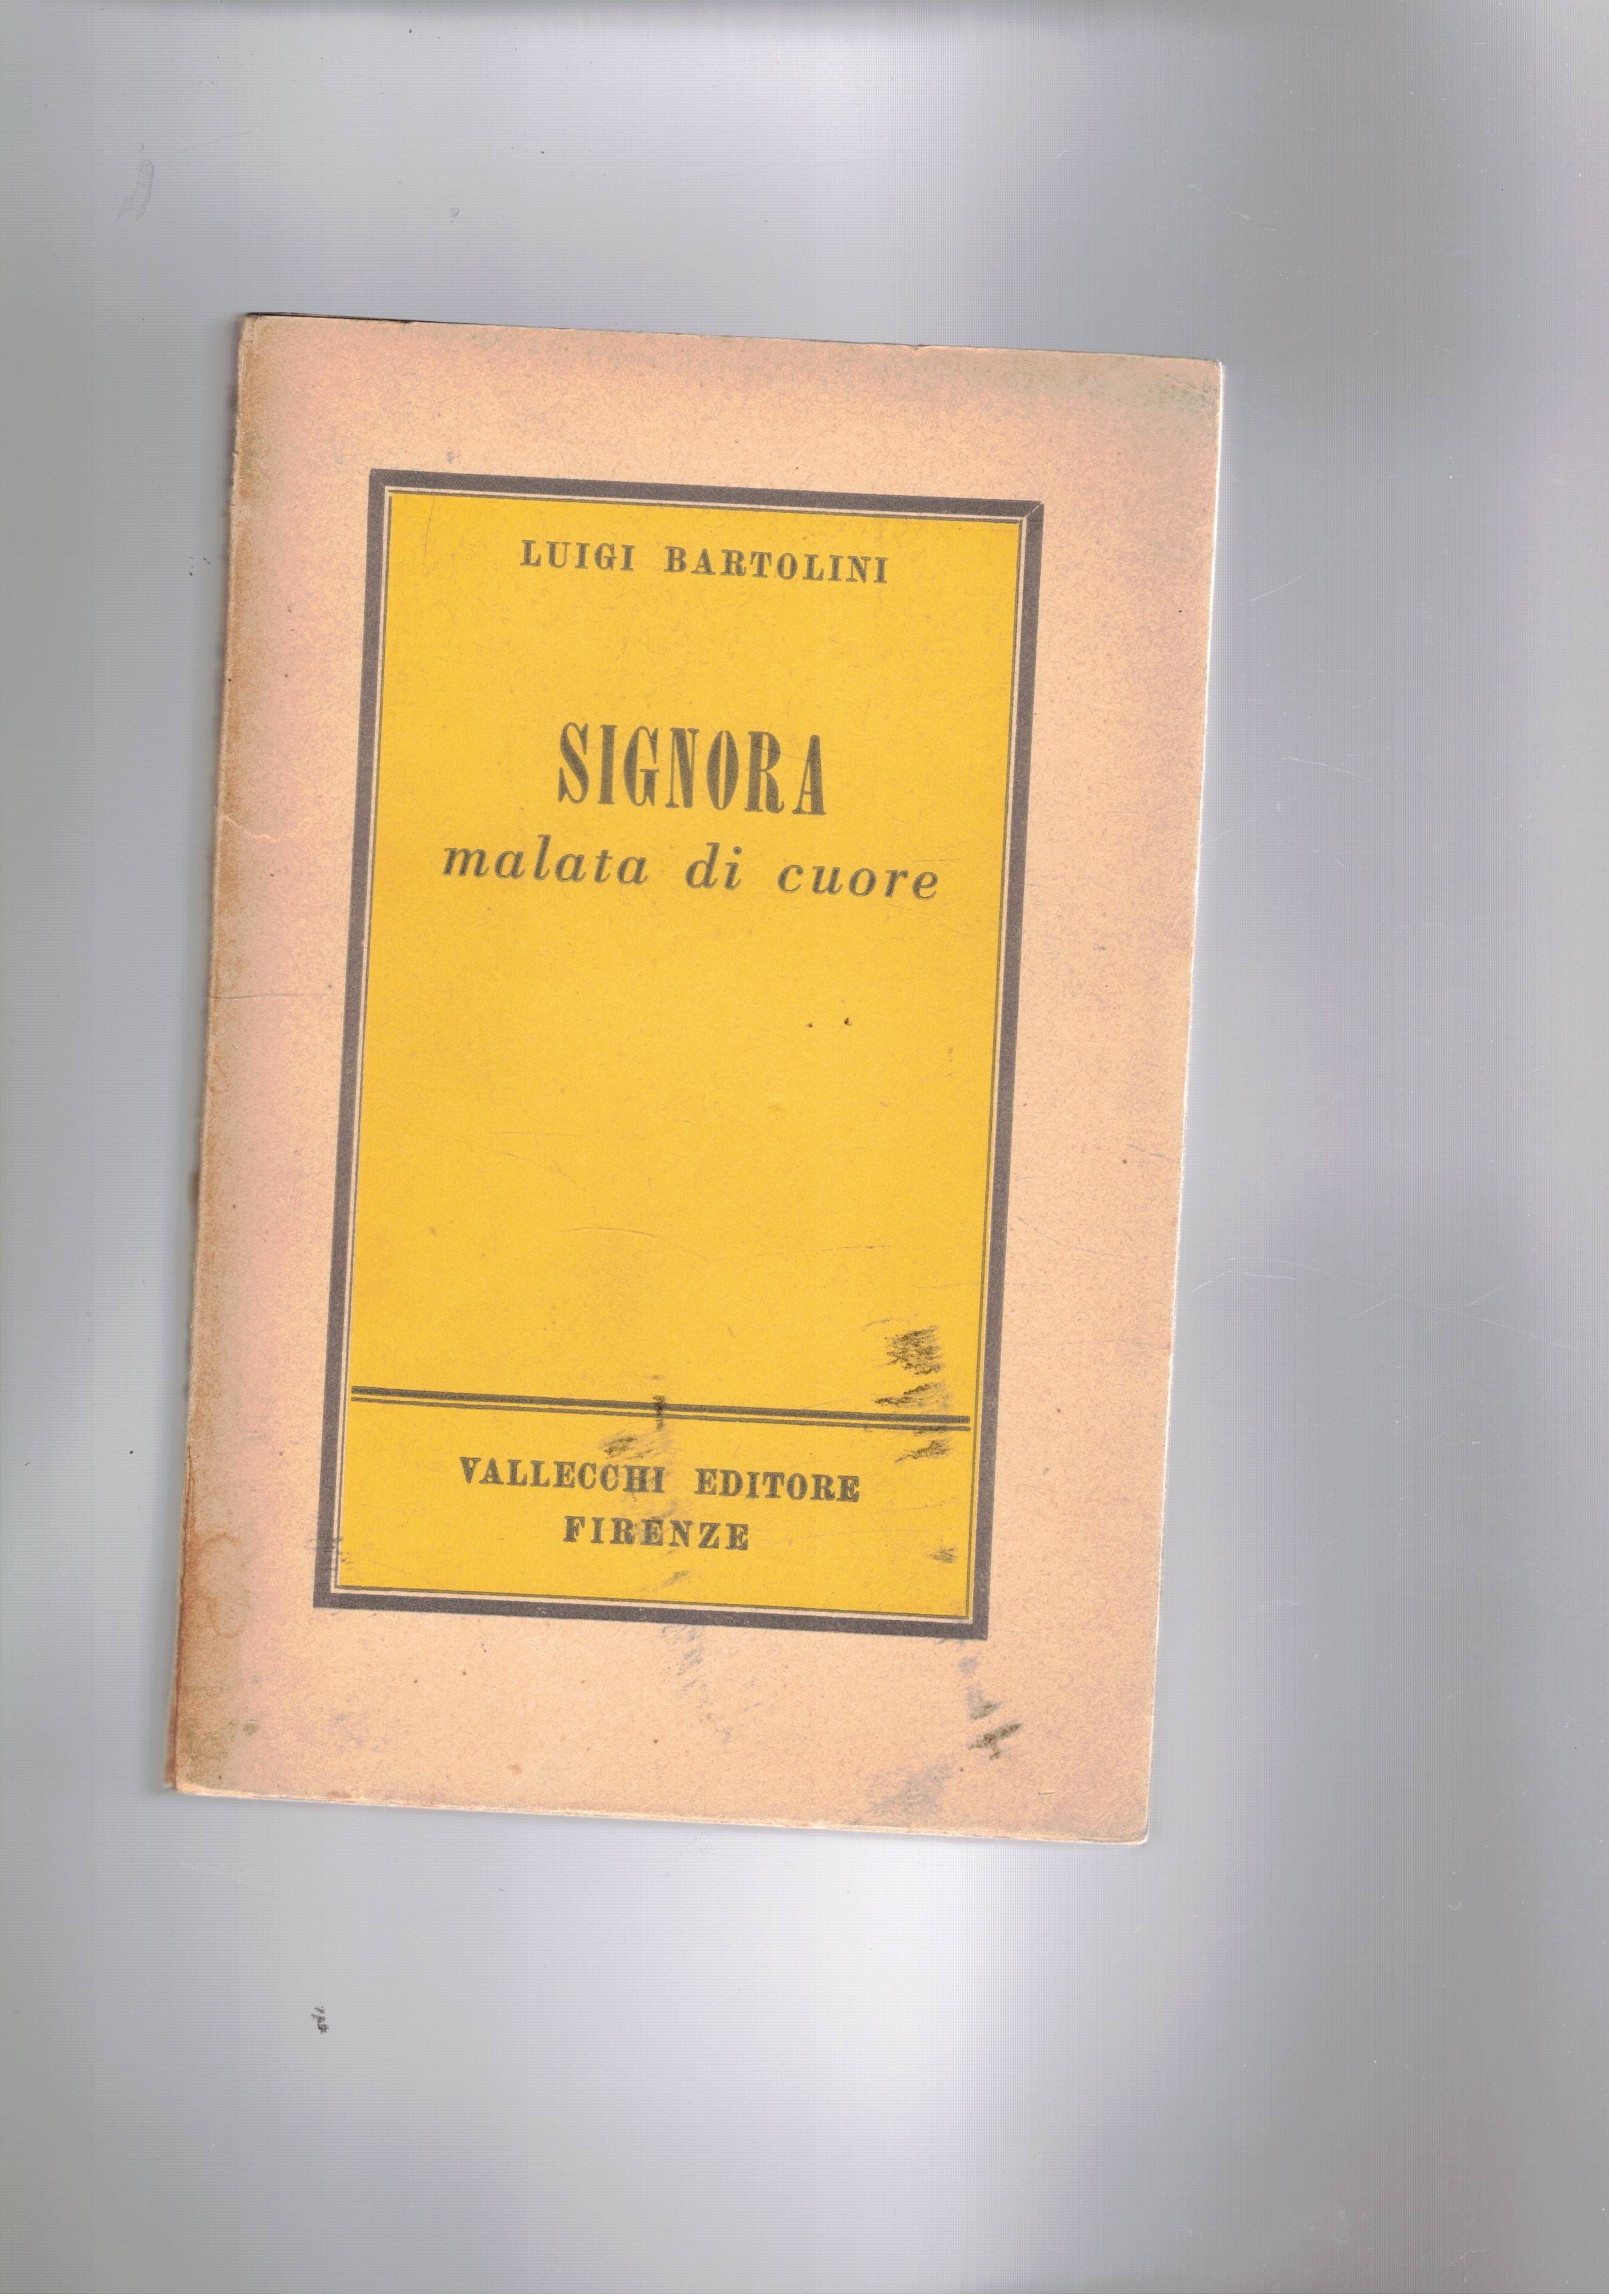 LUIGI BARTOLINI
SIGNORA
malata di cuore
VALLECCHI EDITORE
FIRENZE